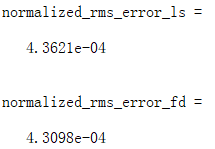 normalized_rms_error_ls =
4.3621e-04
normalized_rms_error_fd =
4.3098e-04